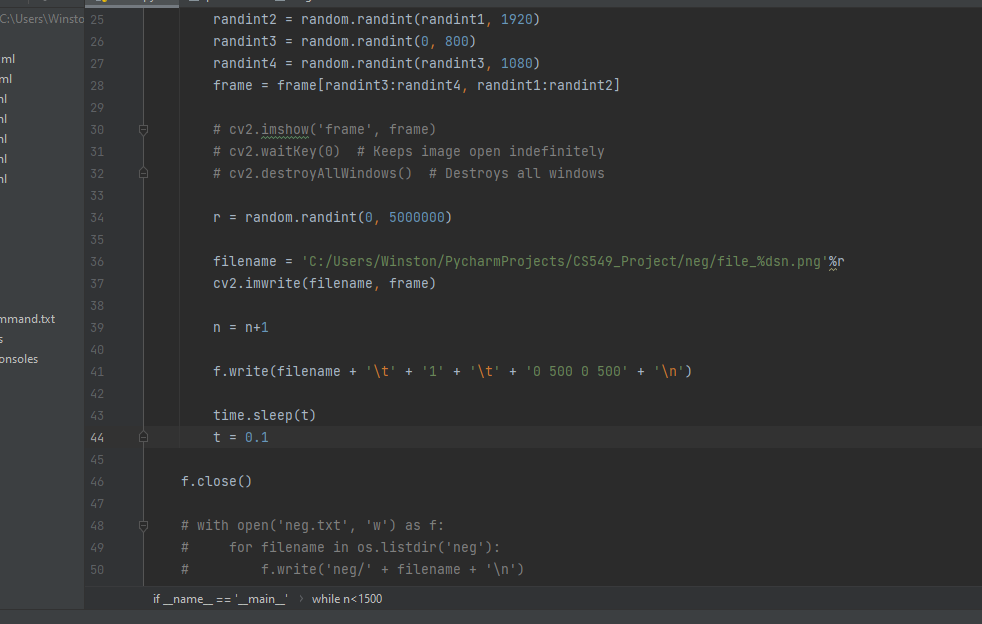 C:\Users\Winsto
ml
ml
ml
ml
ml
ml
ml
mmand.txt
s
onsoles
25 randint2 = random.randint(randint1, 1920)
26 randint3 = random.randint(0, 800)
27 randint4 = random.randint(randint3, 1080)
28 frame = frame[randint3:randint4, randint1:randint2]
29
30 # cv2.imshow('frame', frame)
31 # cv2.waitKey(0)  # Keeps image open indefinitely
32 # cv2.destroyAllWindows()  # Destroys all windows
33
34 r = random.randint(0, 5000000)
35
36 filename = 'C:/Users/Winston/PycharmProjects/CS549_Project/neg/file_%dsn.png'%r
37 cv2.imwrite(filename, frame)
38
39 n = n+1
40
41 f.write(filename + '\t' + '1' + '\t' + '0 500 0 500' + '\n')
42
43 time.sleep(t)
44 t = 0.1
45
46 f.close()
47
48 # with open('neg.txt', 'w') as f:
49 #     for filename in os.listdir('neg'):
50 #         f.write('neg/' + filename + '\n')
if __name__ == '__main__' › while n<1500